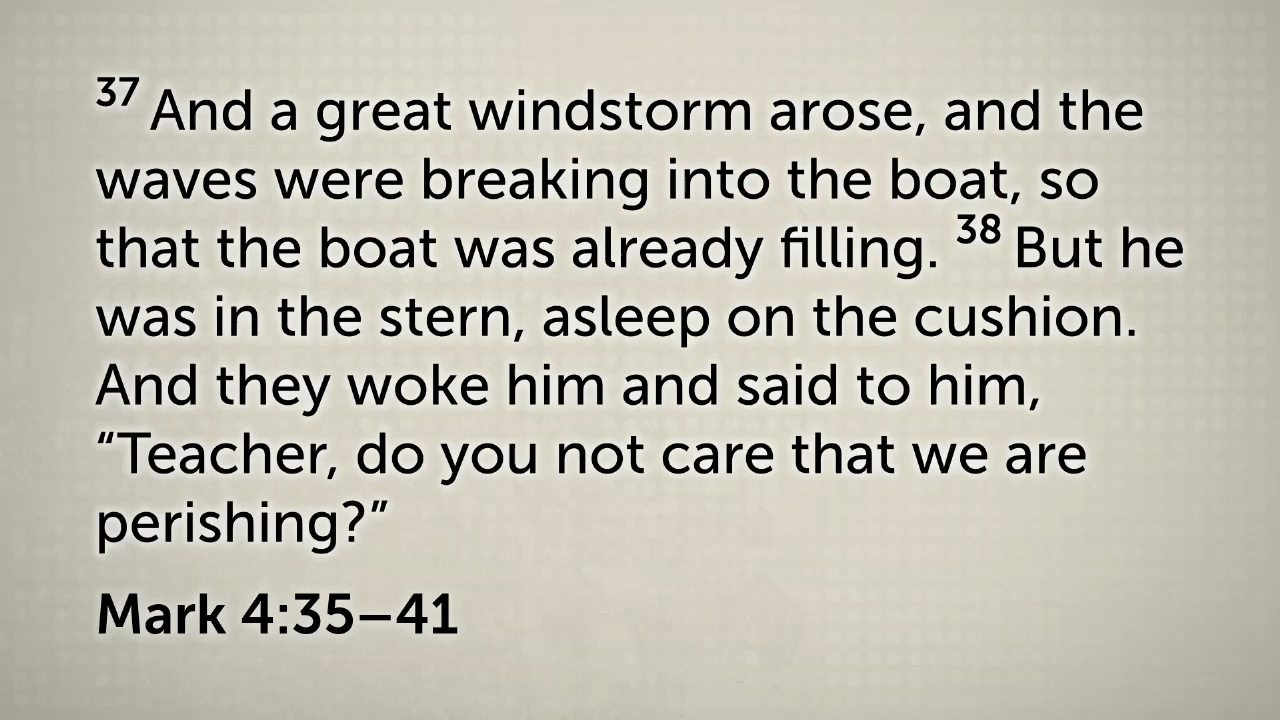 37 And a great windstorm arose, and the
waves were breaking into the boat, so
that the boat was already filling. 38 But he
was in the stern, asleep on the cushion.
And they woke him and said to him,
“Teacher, do you not care that we are
perishing?”
Mark 4:35–41